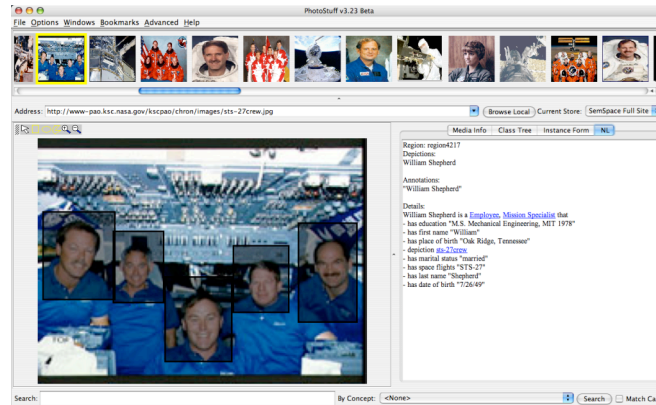 PhotoStuff v3.23 Beta
File Options Windows Bookmarks Advanced Help
Address: http://www-pao.ksc.nasa.gov/kscpao/chron/images/sts-27crew.jpg Browse Local Current Store: SemSpace Full Site
Media Info Class Tree Instance Form NL
Region: region4217
Depictions:
William Shepherd
Annotations:
"William Shepherd"
Details:
William Shepherd is a Employee, Mission Specialist that
- has education "M.S. Mechanical Engineering, MIT 1978"
- has first name "William"
- has place of birth "Oak Ridge, Tennessee"
- depiction sts-27crew
- has marital status "married"
- has space flights "STS-27"
- has last name "Shepherd"
- has date of birth "7/26/49"
FOR
Search: By Concept: <None> Search Match Ca